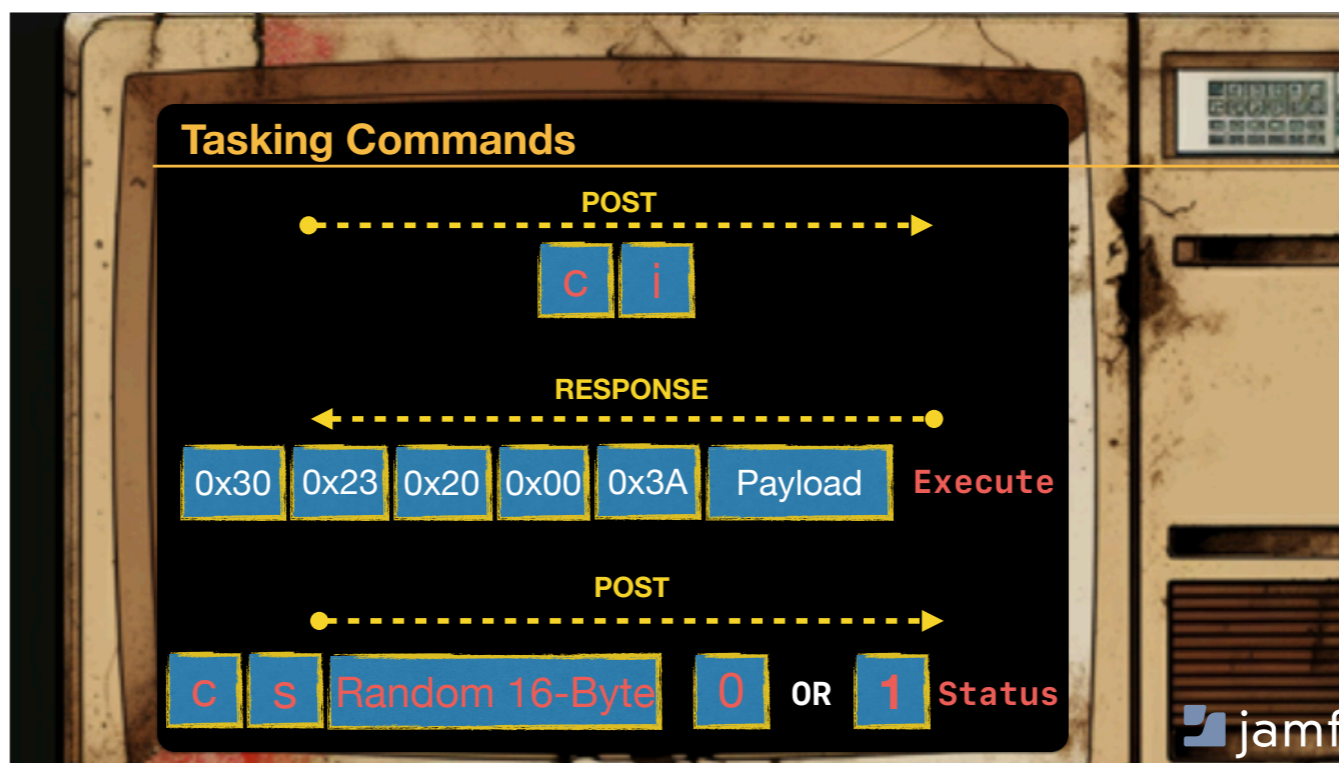 Tasking Commands
POST
c i
RESPONSE
0x30 0x23 0x20 0x00 0x3A Payload Execute
POST
c s Random 16-Byte 0 OR 1 Status
jamf